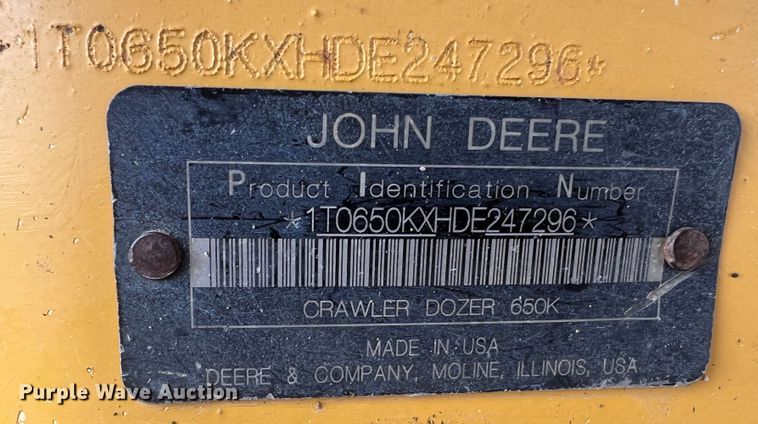 1T0650KXHDE247296*
JOHN DEERE
Product Identification Number
*1T0650KXHDE247296*
CRAWLER DOZER 650K
MADE IN USA
DEERE & COMPANY, MOLINE, ILLINOIS, USA
Purple Wave Auction